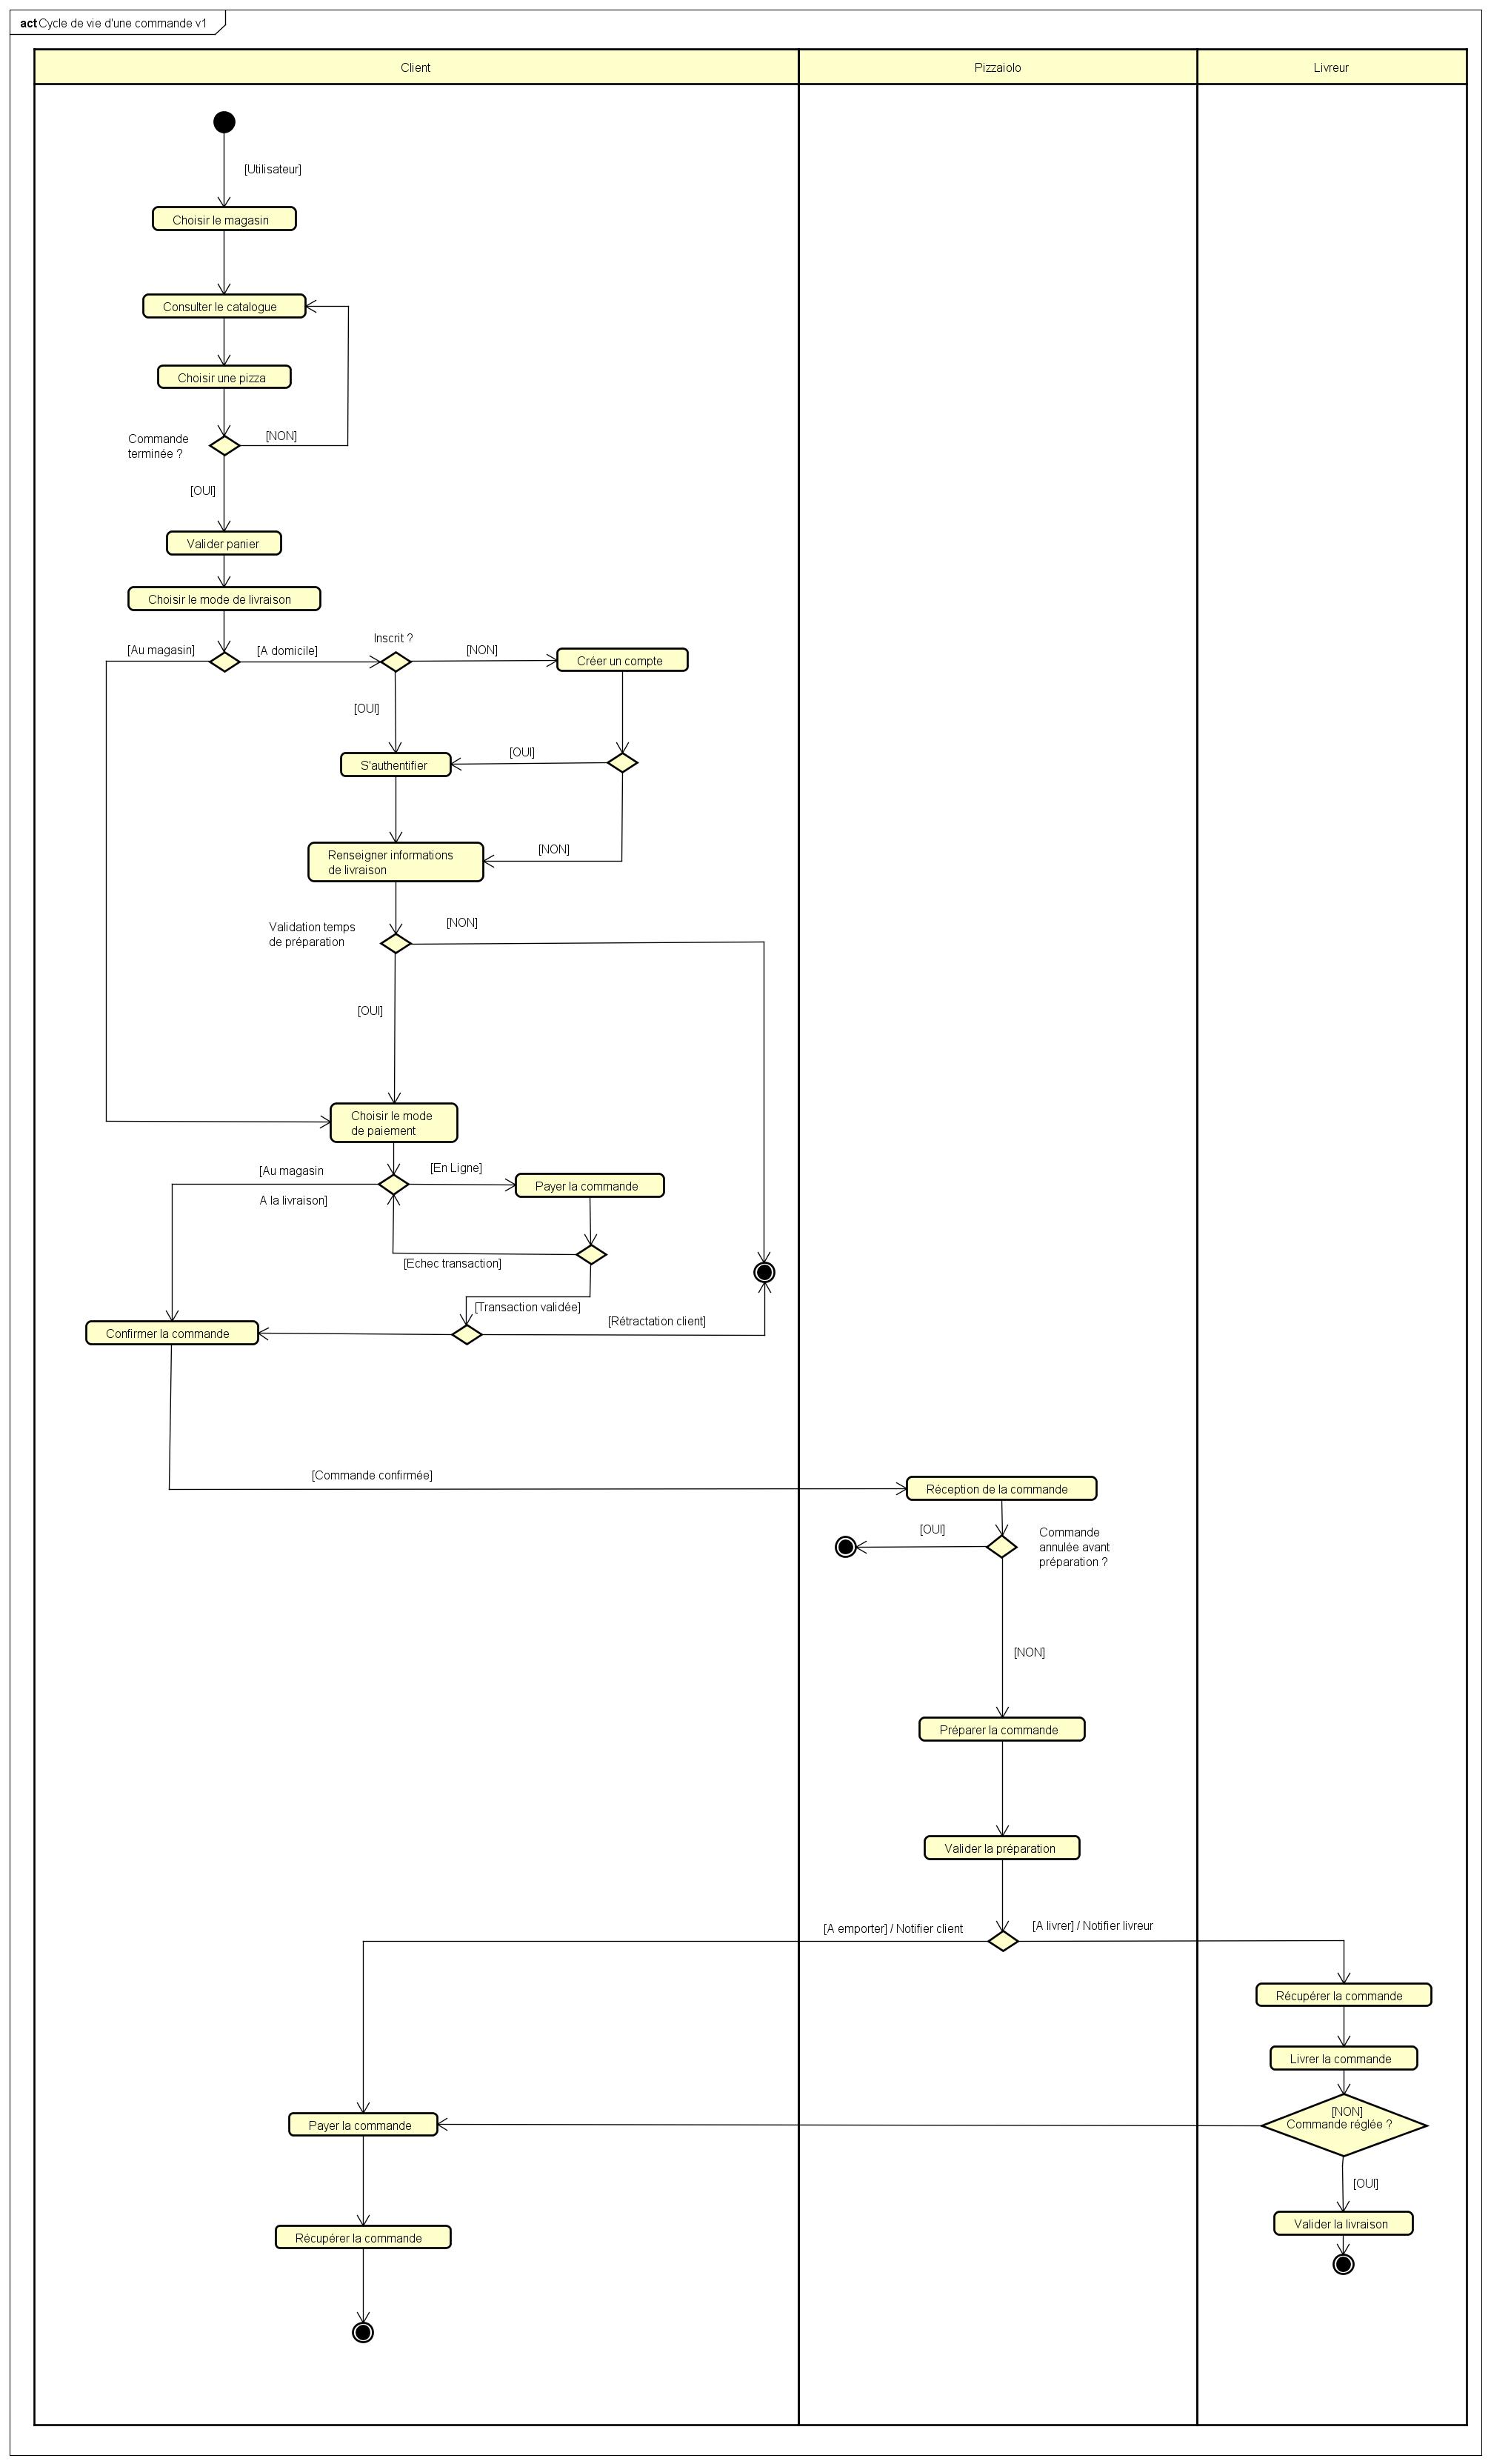 act Cycle de vie d'une commande v1
Client
Pizzaiolo
Livreur
[Utilisateur]
Choisir le magasin
Consulter le catalogue
Choisir une pizza
Commande
terminée ?
[NON]
[OUI]
Valider panier
Choisir le mode de livraison
[Au magasin]
[A domicile]
Inscrit ?
[NON]
Créer un compte
[OUI]
S'authentifier
[OUI]
Renseigner informations
de livraison
[NON]
Validation temps
de préparation
[NON]
[OUI]
Choisir le mode
de paiement
[Au magasin
A la livraison]
[En Ligne]
Payer la commande
[Echec transaction]
[Transaction validée]
[Rétractation client]
Confirmer la commande
[Commande confirmée]
Réception de la commande
[OUI]
Commande
annulée avant
préparation ?
[NON]
Préparer la commande
Valider la préparation
[A emporter] / Notifier client
[A livrer] / Notifier livreur
Récupérer la commande
Livrer la commande
[NON]
Commande réglée ?
Payer la commande
[OUI]
Valider la livraison
Récupérer la commande